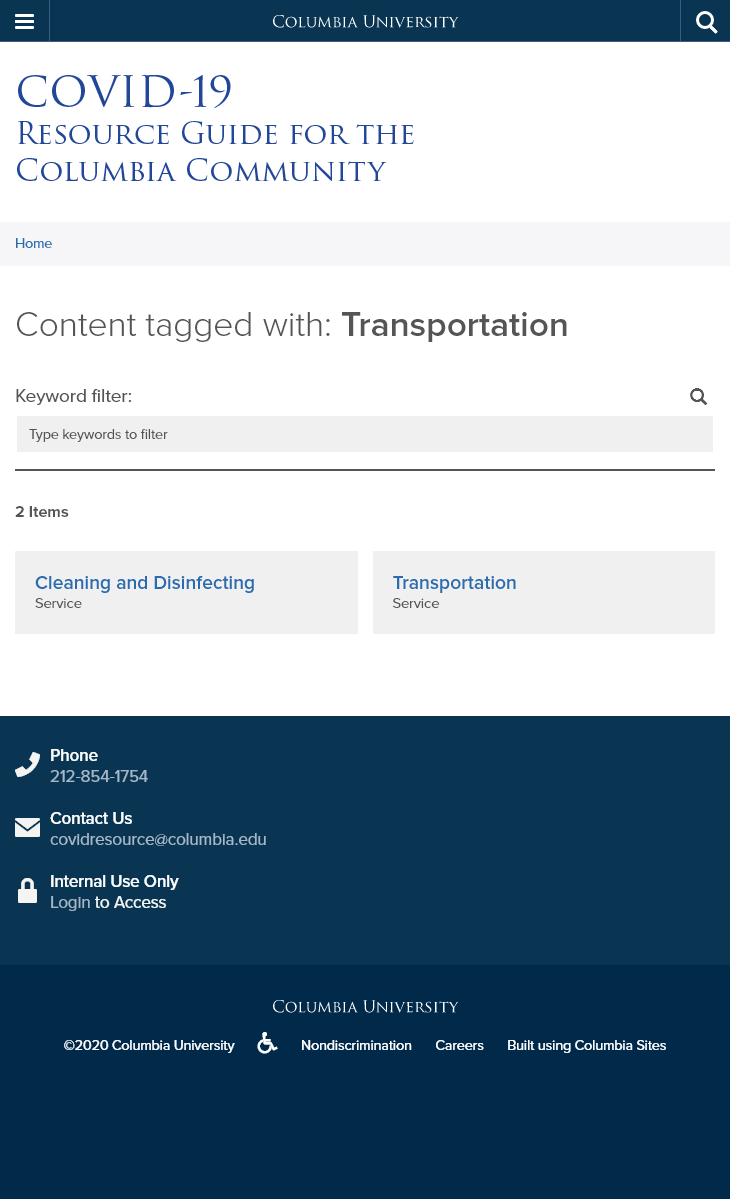 Columbia University
COVID-19
Resource Guide for the
Columbia Community
Home
Content tagged with: Transportation
Keyword filter:
Type keywords to filter
2 Items
Cleaning and Disinfecting
Service
Transportation
Service
Phone
212-854-1754
Contact Us
covidresource@columbia.edu
Internal Use Only
Login to Access
Columbia University
©2020 Columbia University Nondiscrimination Careers Built using Columbia Sites